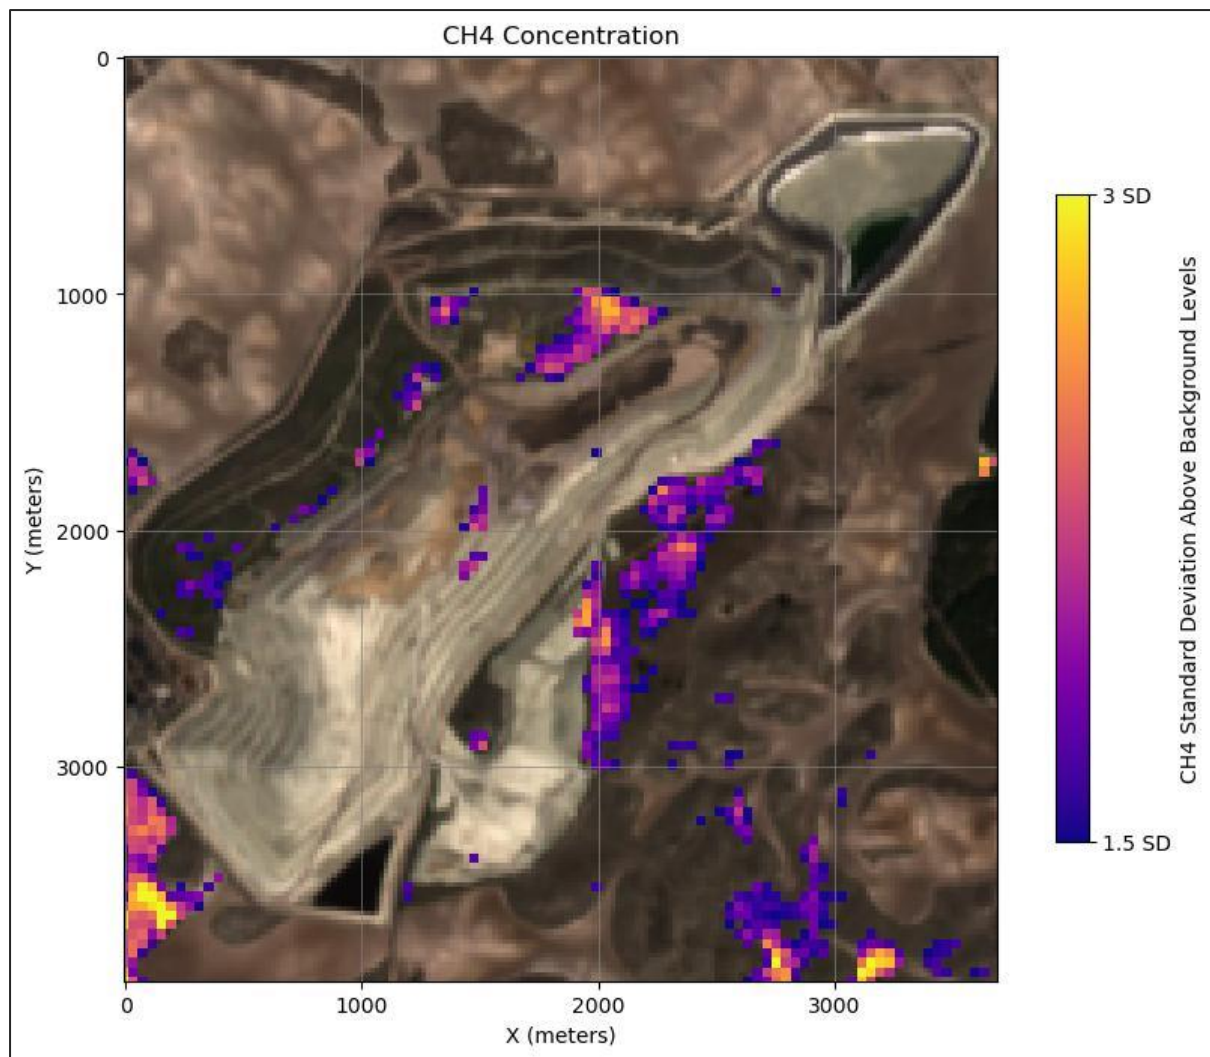 CH4 Concentration
0
1000
2000
3000
Y (meters)
0
1000
2000
3000
X (meters)
3 SD
1.5 SD
CH4 Standard Deviation Above Background Levels